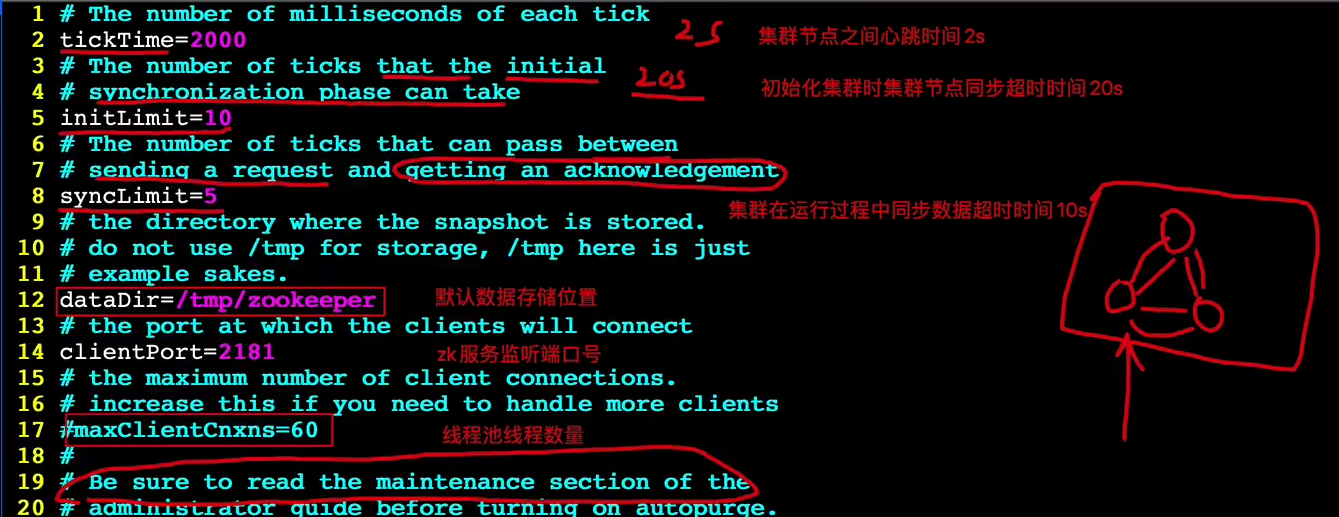 1 # The number of milliseconds of each tick
2 tickTime=2000
2s
集群节点之间心跳时间2s
3 # The number of ticks that the initial
20s
4 # synchronization phase can take
初始化集群时集群节点同步超时时间20s
5 initLimit=10
6 # The number of ticks that can pass between
7 # sending a request and getting an acknowledgement
8 syncLimit=5
集群在运行过程中同步数据超时时间10s
9 # the directory where the snapshot is stored.
10 # do not use /tmp for storage, /tmp here is just
11 # example sakes.
12 dataDir=/tmp/zookeeper
默认数据存储位置
13 # the port at which the clients will connect
14 clientPort=2181
zk服务监听端口号
15 # the maximum number of client connections.
16 # increase this if you need to handle more clients
17 #maxClientCnxns=60
线程池线程数量
18 #
19 # Be sure to read the maintenance section of the
20 # administrator guide before turning on autopurge.